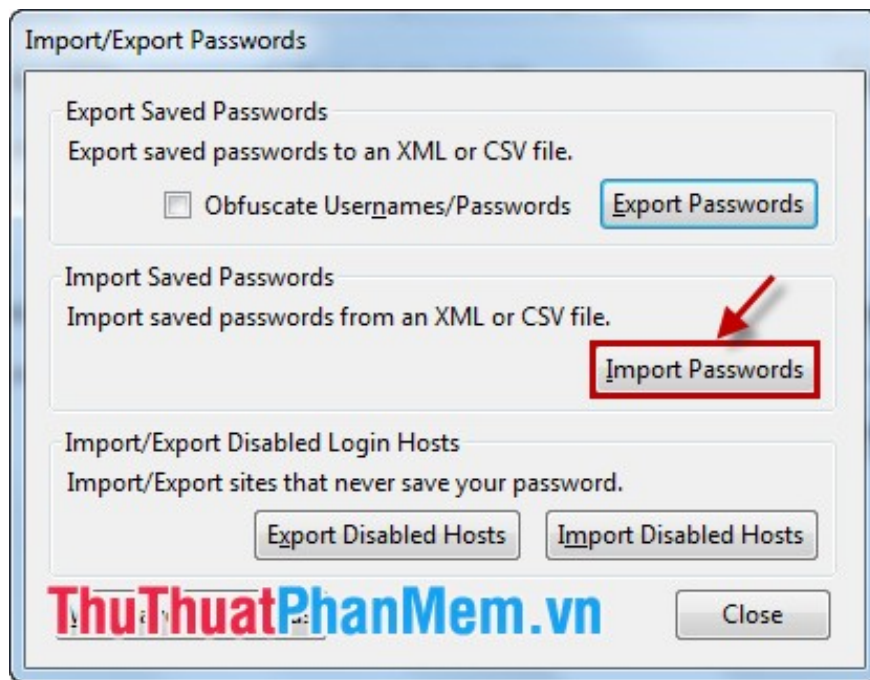 Import/Export Passwords
Export Saved Passwords
Export saved passwords to an XML or CSV file.
Obfuscate Usernames/Passwords
Export Passwords
Import Saved Passwords
Import saved passwords from an XML or CSV file.
Import Passwords
Import/Export Disabled Login Hosts
Import/Export sites that never save your password.
Export Disabled Hosts
Import Disabled Hosts
ThuThuatPhanMem.vn
Close